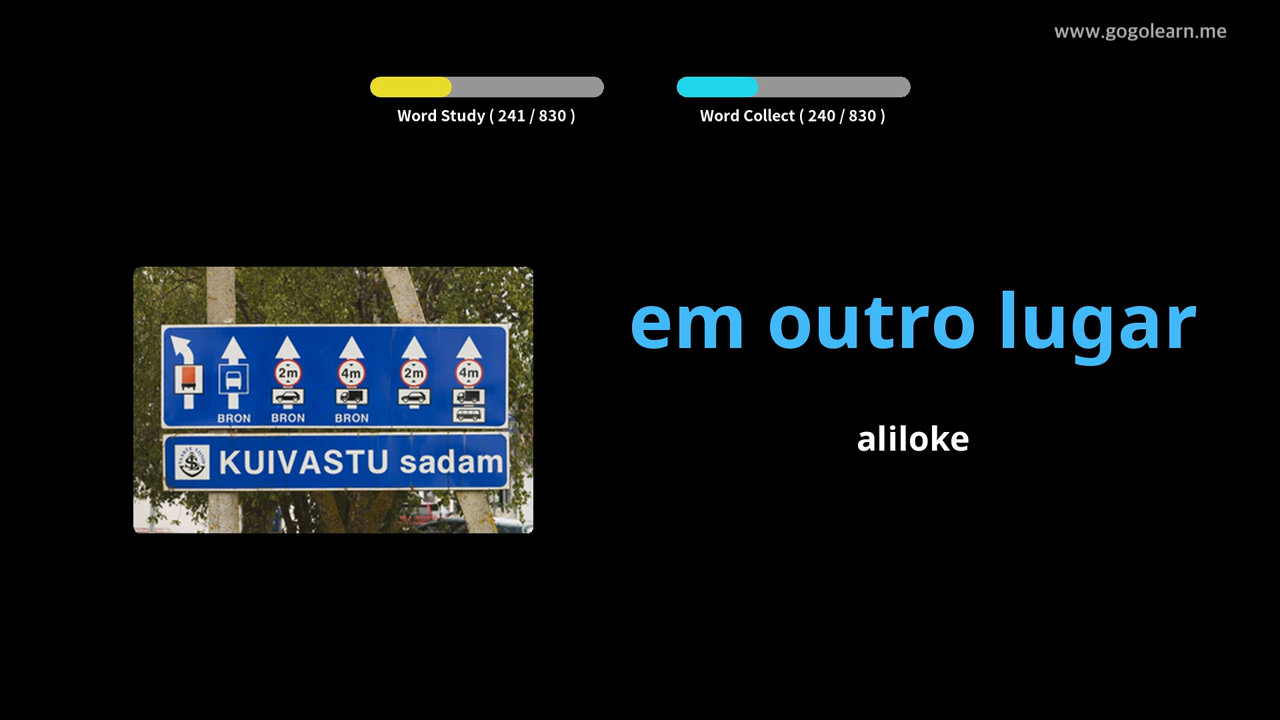 www.gogolearn.me
Word Study ( 241 / 830 )
Word Collect ( 240 / 830 )
em outro lugar
aliloke
2m 4m 2m 4m
BRON BRON BRON
KUIVASTU sadam